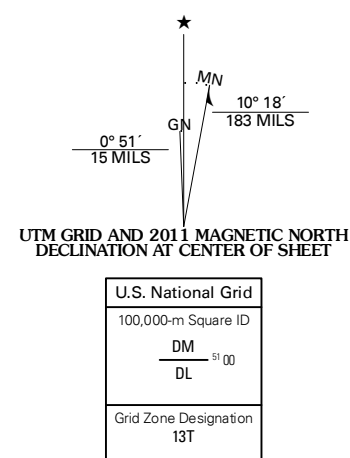 ★
MN
10° 18´
183 MILS
GN
0° 51´
15 MILS
UTM GRID AND 2011 MAGNETIC NORTH
DECLINATION AT CENTER OF SHEET
U.S. National Grid
100,000-m Square ID
DM
51 00
DL
Grid Zone Designation
13T